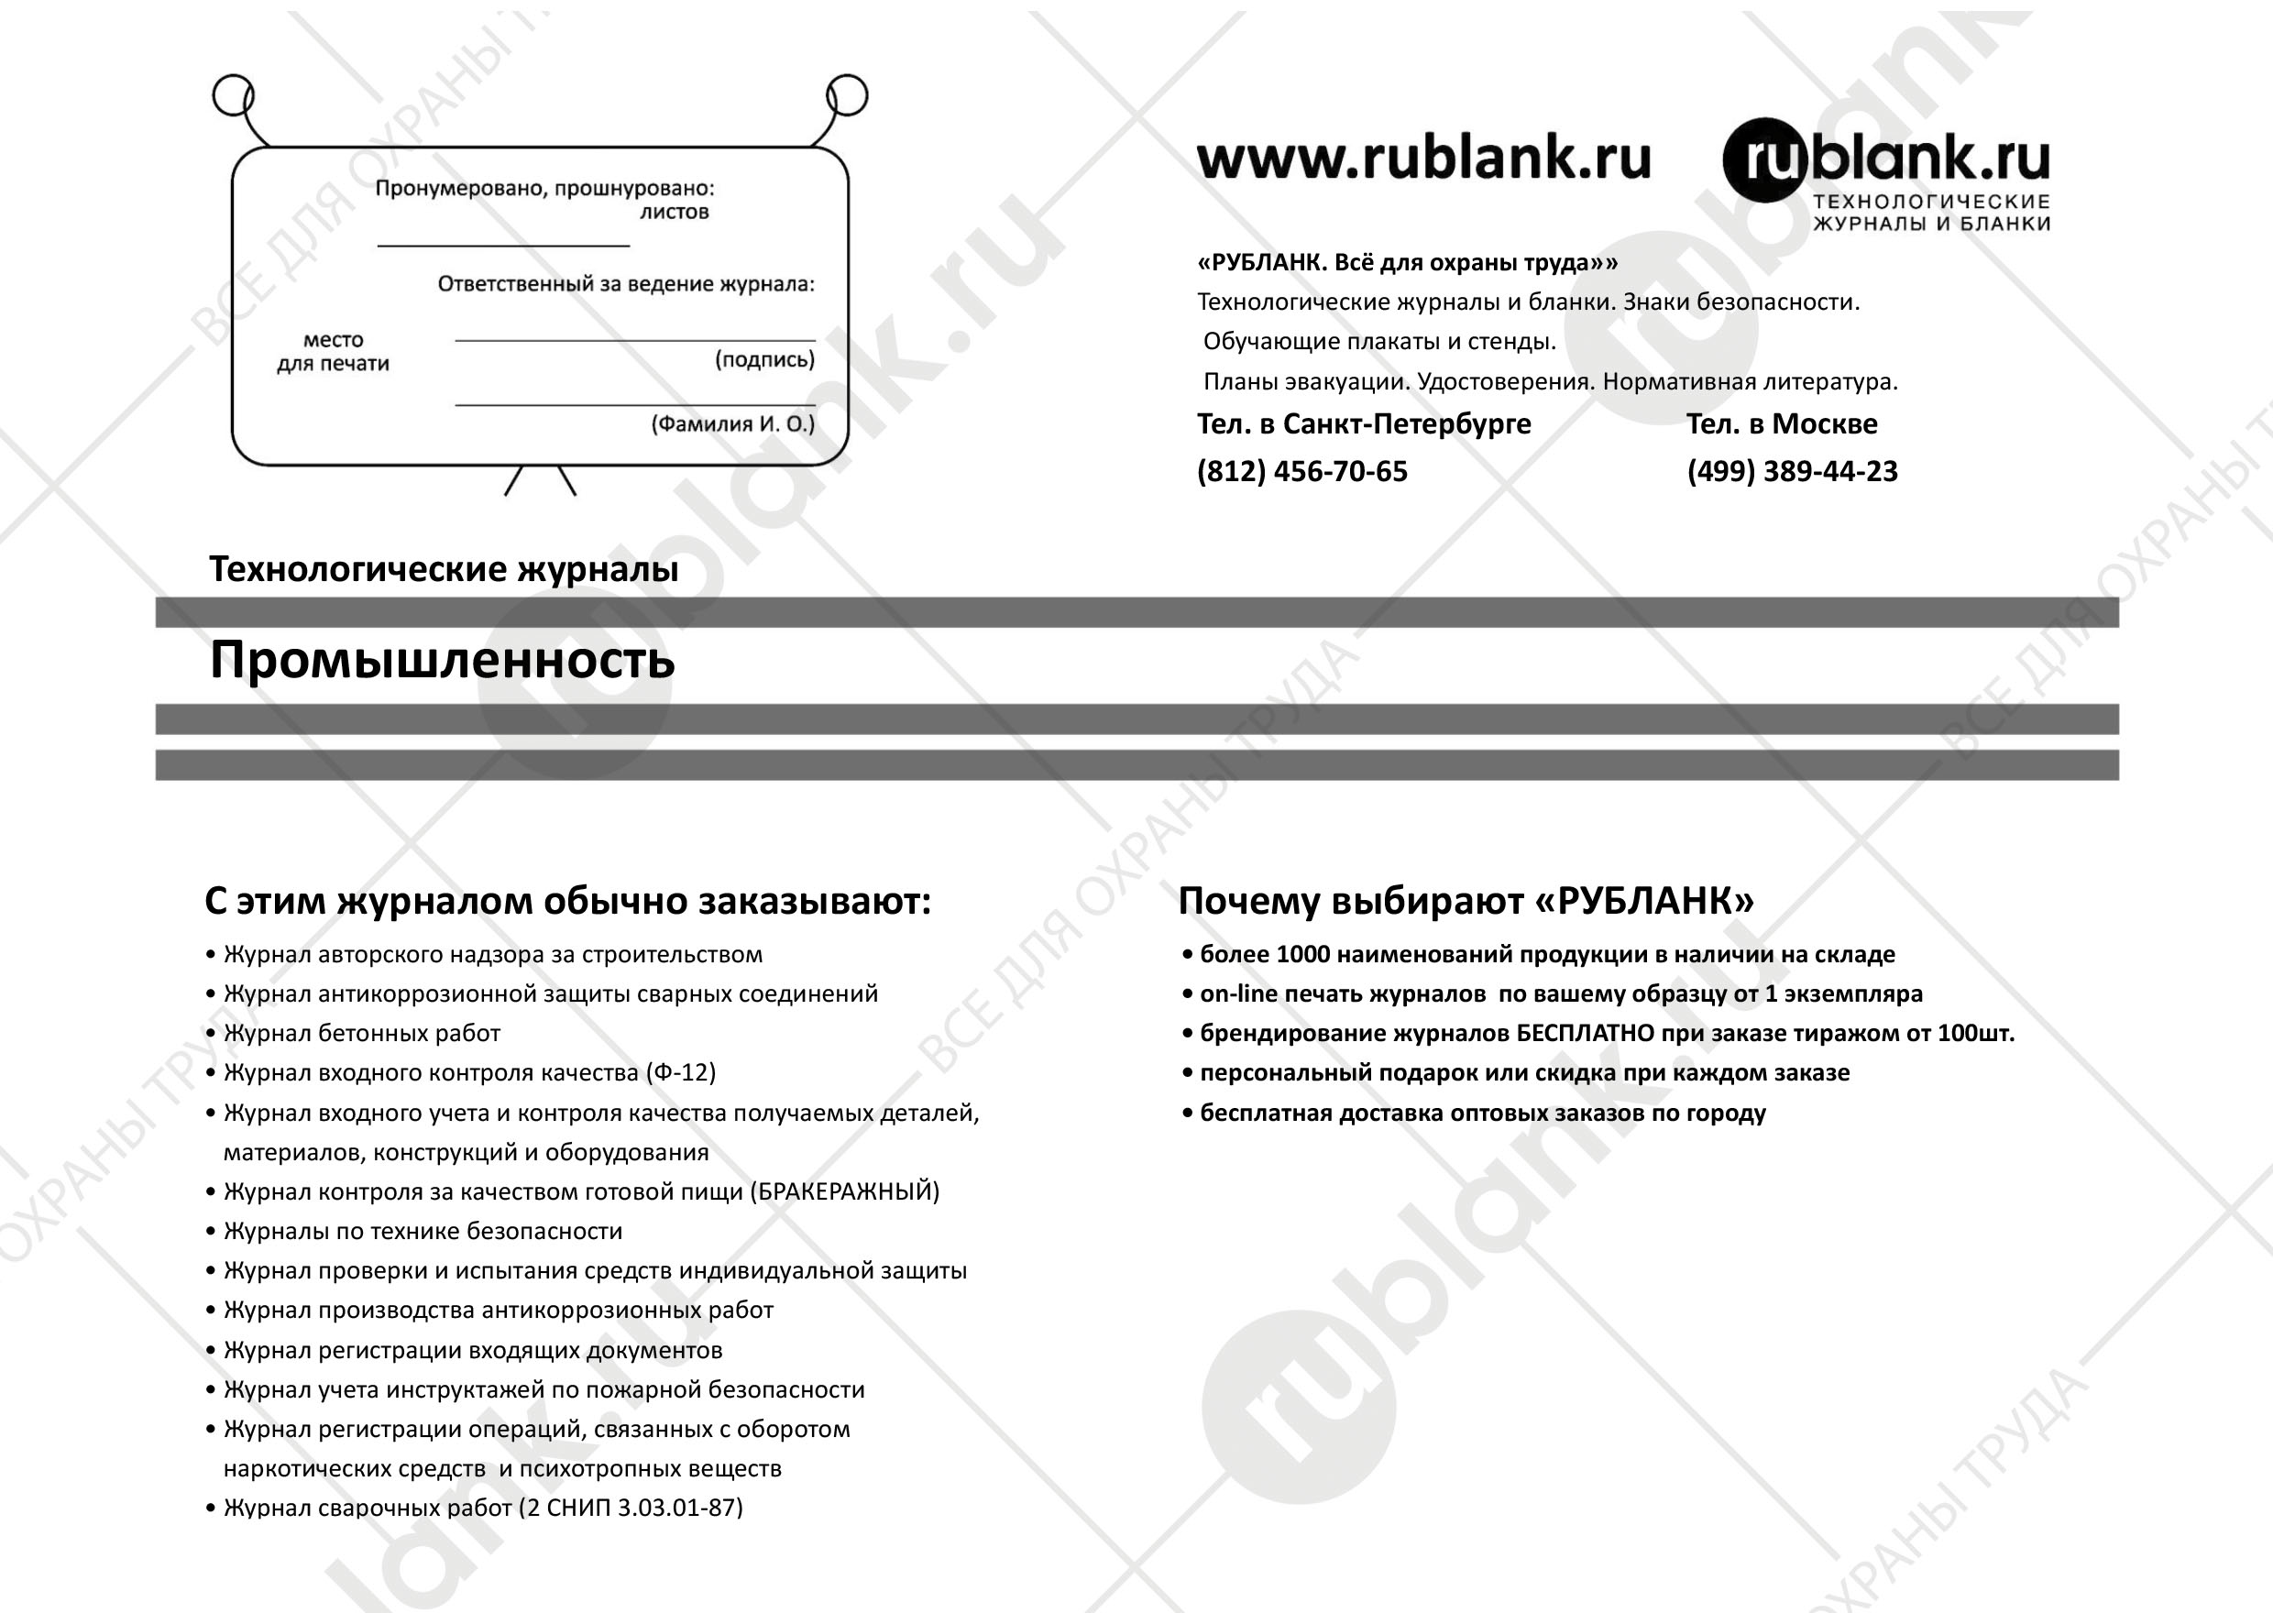 Пронумеровано, прошнуровано:
листов
Ответственный за ведение журнала:
место
для печати
(подпись)
(Фамилия И. О.)
www.rublank.ru
rublank.ru
ТЕХНОЛОГИЧЕСКИЕ
ЖУРНАЛЫ И БЛАНКИ
«РУБЛАНК. Всё для охраны труда»»
Технологические журналы и бланки. Знаки безопасности.
Обучающие плакаты и стенды.
Планы эвакуации. Удостоверения. Нормативная литература.
Тел. в Санкт-Петербурге Тел. в Москве
(812) 456-70-65 (499) 389-44-23
Технологические журналы
Промышленность
С этим журналом обычно заказывают:
• Журнал авторского надзора за строительством
• Журнал антикоррозионной защиты сварных соединений
• Журнал бетонных работ
• Журнал входного контроля качества (Ф-12)
• Журнал входного учета и контроля качества получаемых деталей,
материалов, конструкций и оборудования
• Журнал контроля за качеством готовой пищи (БРАКЕРАЖНЫЙ)
• Журналы по технике безопасности
• Журнал проверки и испытания средств индивидуальной защиты
• Журнал производства антикоррозионных работ
• Журнал регистрации входящих документов
• Журнал учета инструктажей по пожарной безопасности
• Журнал регистрации операций, связанных с оборотом
наркотических средств  и психотропных веществ
• Журнал сварочных работ (2 СНИП 3.03.01-87)
Почему выбирают «РУБЛАНК»
• более 1000 наименований продукции в наличии на складе
• on-line печать журналов  по вашему образцу от 1 экземпляра
• брендирование журналов БЕСПЛАТНО при заказе тиражом от 100шт.
• персональный подарок или скидка при каждом заказе
• бесплатная доставка оптовых заказов по городу
ВСЕ ДЛЯ ОХРАНЫ ТРУДА
rublank.ru